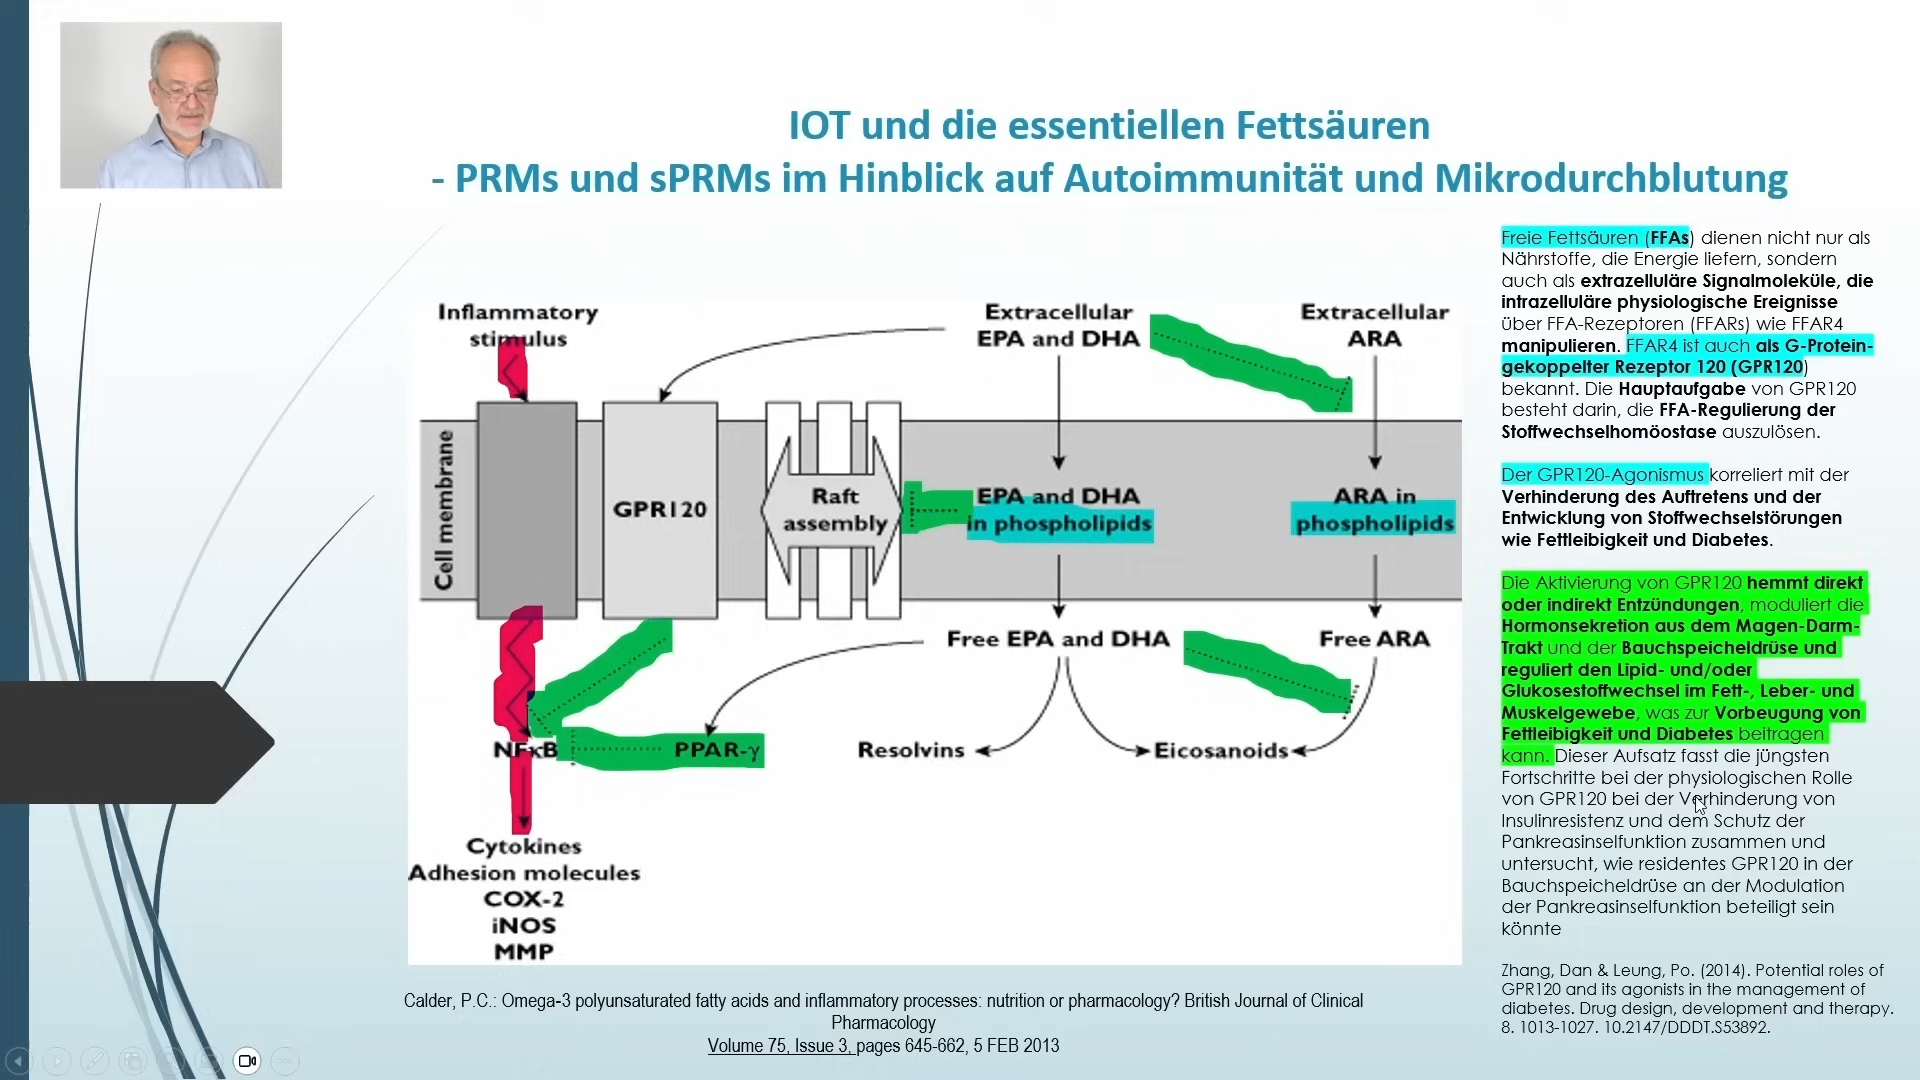 IOT und die essentiellen Fettsäuren
- PRMs und sPRMs im Hinblick auf Autoimmunität und Mikrodurchblutung
Inflammatory
stimulus
Extracellular
EPA and DHA
Extracellular
ARA
Cell membrane
GPR120
Raft
assembly
EPA and DHA
in phospholipids
ARA in
phospholipids
Free EPA and DHA
Free ARA
NFκB
PPAR-γ
Resolvins
Eicosanoids
Cytokines
Adhesion molecules
COX-2
iNOS
MMP
Calder, P.C.: Omega-3 polyunsaturated fatty acids and inflammatory processes: nutrition or pharmacology? British Journal of Clinical
Pharmacology
Volume 75, Issue 3, pages 645-662, 5 FEB 2013
Freie Fettsäuren (FFAs) dienen nicht nur als
Nährstoffe, die Energie liefern, sondern
auch als extrazelluläre Signalmoleküle, die
intrazelluläre physiologische Ereignisse
über FFA-Rezeptoren (FFARs) wie FFAR4
manipulieren. FFAR4 ist auch als G-Protein-
gekoppelter Rezeptor 120 (GPR120)
bekannt. Die Hauptaufgabe von GPR120
besteht darin, die FFA-Regulierung der
Stoffwechselhomöostase auszulösen.
Der GPR120-Agonismus korreliert mit der
Verhinderung des Auftretens und der
Entwicklung von Stoffwechselstörungen
wie Fettleibigkeit und Diabetes.
Die Aktivierung von GPR120 hemmt direkt
oder indirekt Entzündungen, moduliert die
Hormonsekretion aus dem Magen-Darm-
Trakt und der Bauchspeicheldrüse und
reguliert den Lipid- und/oder
Glukosestoffwechsel im Fett-, Leber- und
Muskelgewebe, was zur Vorbeugung von
Fettleibigkeit und Diabetes beitragen
kann. Dieser Aufsatz fasst die jüngsten
Fortschritte bei der physiologischen Rolle
von GPR120 bei der Verhinderung von
Insulinresistenz und dem Schutz der
Pankreasinselfunktion zusammen und
untersucht, wie residentes GPR120 in der
Bauchspeicheldrüse an der Modulation
der Pankreasinselfunktion beteiligt sein
könnte
Zhang, Dan & Leung, Po. (2014). Potential roles of
GPR120 and its agonists in the management of
diabetes. Drug design, development and therapy.
8. 1013-1027. 10.2147/DDDT.S53892.